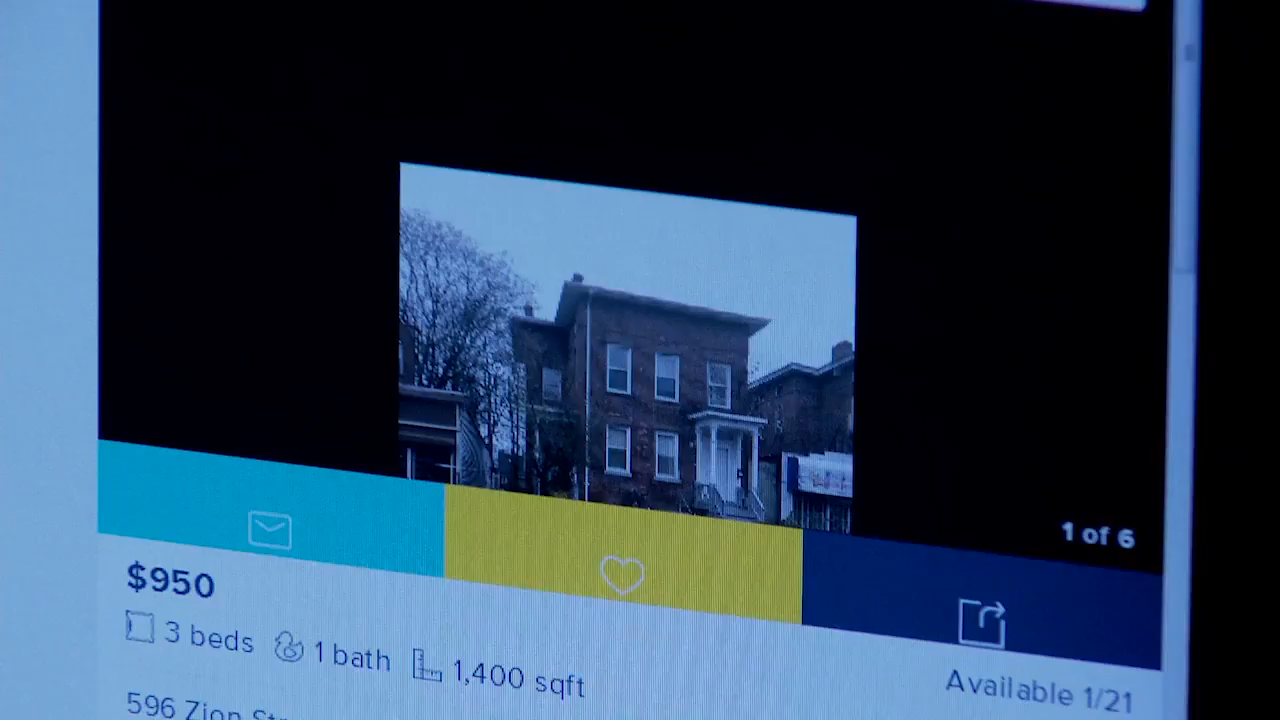 1 of 6
$950
3 beds 1 bath 1,400 sqft
Available 1/21
596 Zion